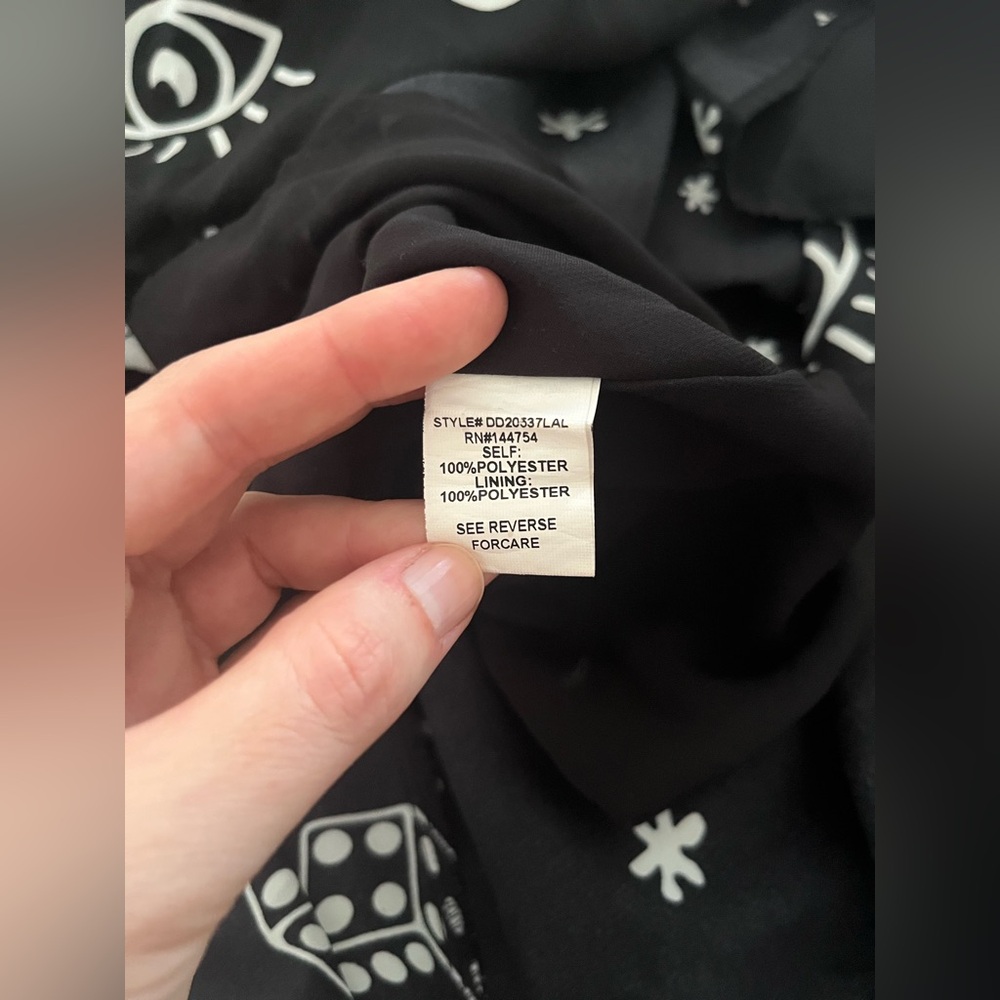 STYLE# DD20337LAL
RN#144754
SELF:
100%POLYESTER
LINING:
100%POLYESTER
SEE REVERSE
FORCARE